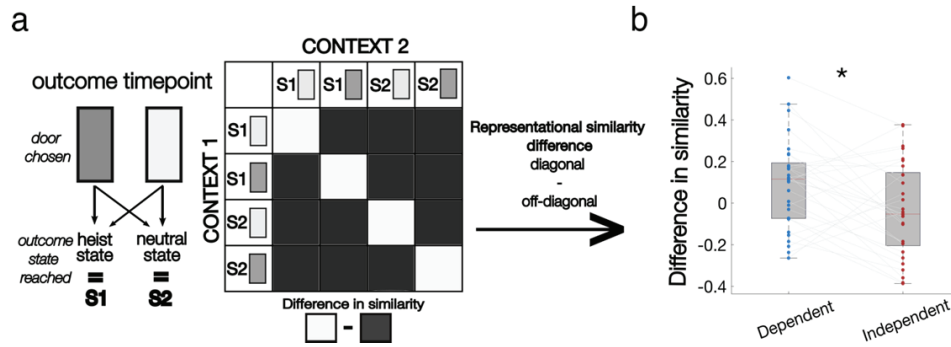 a
outcome timepoint
door
chosen
outcome
state
reached
heist
state
neutral
state
=
=
S1
S2
CONTEXT 2
S1
S1
S2
S2
CONTEXT 1
S1
S1
S2
S2
Difference in similarity
-
Representational similarity
difference
diagonal
-
off-diagonal
b
*
Difference in similarity
0.6
0.4
0.2
0
-0.2
-0.4
Dependent
Independent